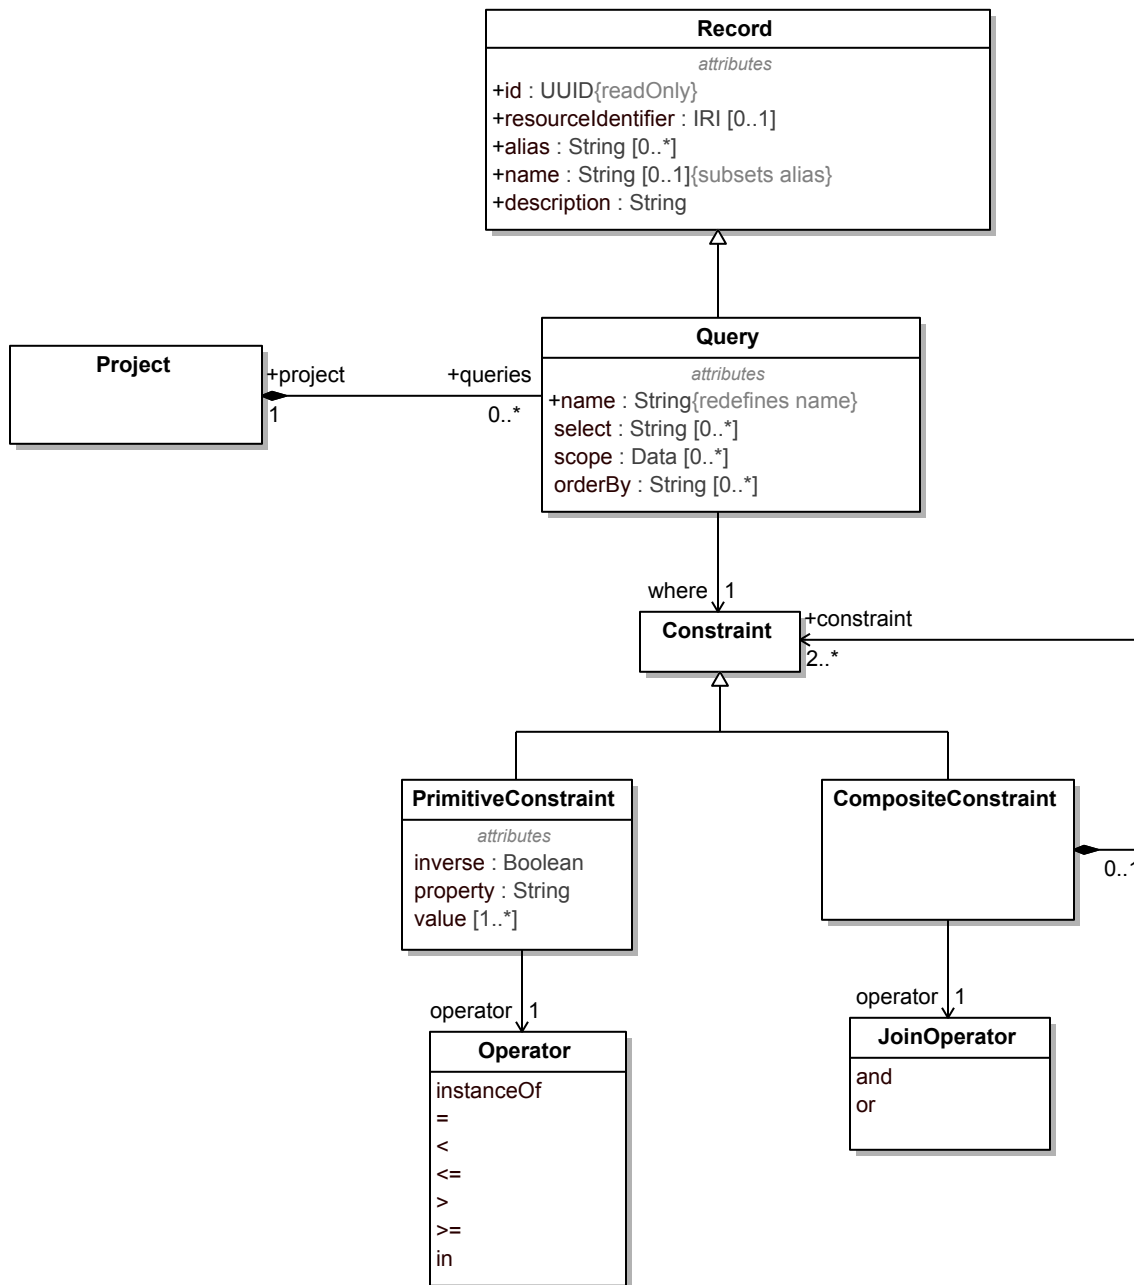 Record
attributes
+id : UUID{readOnly}
+resourceIdentifier : IRI [0..1]
+alias : String [0..*]
+name : String [0..1]{subsets alias}
+description : String
Project
+project
1
+queries
0..*
Query
attributes
+name : String{redefines name}
select : String [0..*]
scope : Data [0..*]
orderBy : String [0..*]
where
1
Constraint
+constraint
2..*
PrimitiveConstraint
attributes
inverse : Boolean
property : String
value [1..*]
CompositeConstraint
0..1
operator
1
operator
1
Operator
instanceOf
=
<
<=
>
>=
in
JoinOperator
and
or